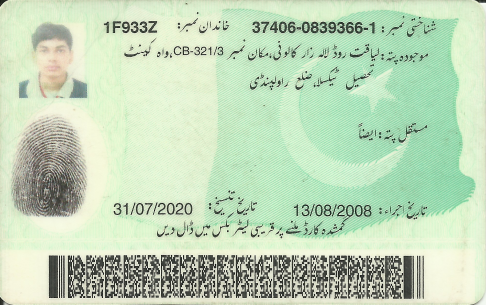 شناختی نمبر: 37406-0839366-1 خاندان نمبر: 1F933Z
موجودہ پتہ: لیاقت روڈ لالہ زار کالونی، مکان نمبر CB-321/3، واہ کینٹ
تحصیل ٹیکسلا، ضلع راولپنڈی
مستقل پتہ: ایضاً
تاریخ اجراء: 13/08/2008 تاریخ تنسیخ: 31/07/2020
گمشدہ کارڈ ملنے پر قریبی لیٹر بکس میں ڈال دیں